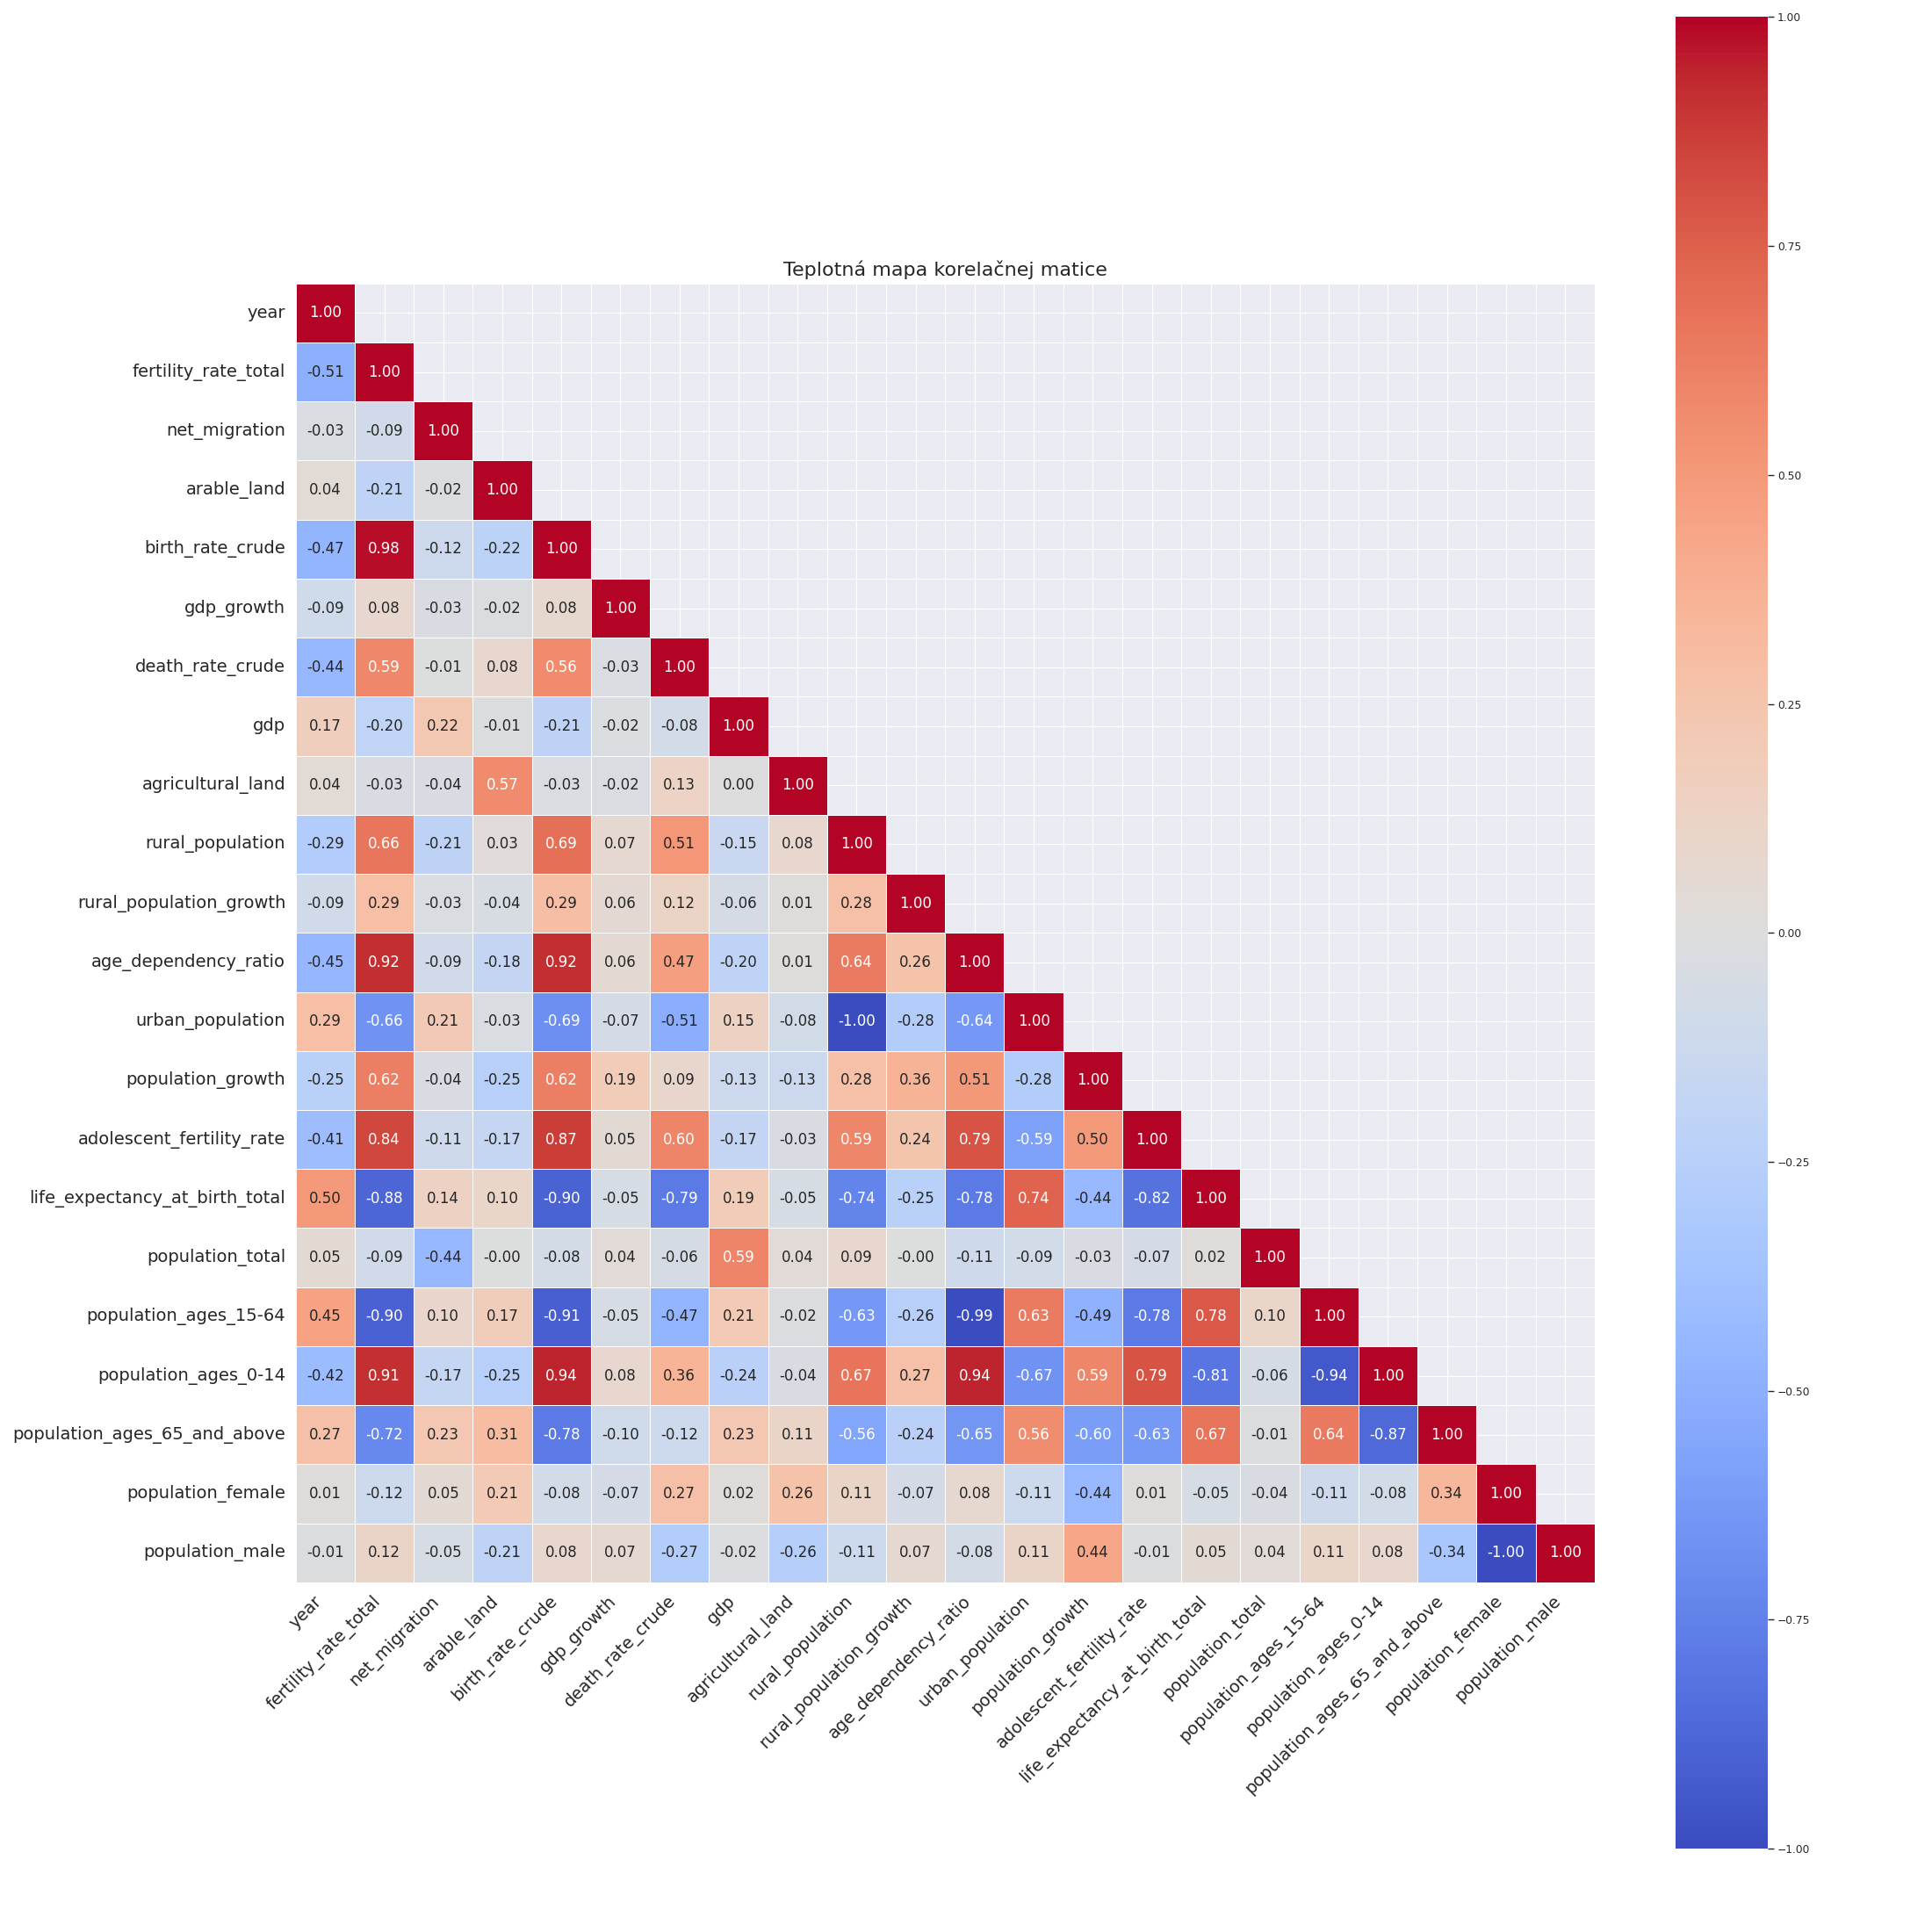 Teplotná mapa korelačnej matice
year 1.00
fertility_rate_total -0.51 1.00
net_migration -0.03 -0.09 1.00
arable_land 0.04 -0.21 -0.02 1.00
birth_rate_crude -0.47 0.98 -0.12 -0.22 1.00
gdp_growth -0.09 0.08 -0.03 -0.02 0.08 1.00
death_rate_crude -0.44 0.59 -0.01 0.08 0.56 -0.03 1.00
gdp 0.17 -0.20 0.22 -0.01 -0.21 -0.02 -0.08 1.00
agricultural_land 0.04 -0.03 -0.04 0.57 -0.03 -0.02 0.13 0.00 1.00
rural_population -0.29 0.66 -0.21 0.03 0.69 0.07 0.51 -0.15 0.08 1.00
rural_population_growth -0.09 0.29 -0.03 -0.04 0.29 0.06 0.12 -0.06 0.01 0.28 1.00
age_dependency_ratio -0.45 0.92 -0.09 -0.18 0.92 0.06 0.47 -0.20 0.01 0.64 0.26 1.00
urban_population 0.29 -0.66 0.21 -0.03 -0.69 -0.07 -0.51 0.15 -0.08 -1.00 -0.28 -0.64 1.00
population_growth -0.25 0.62 -0.04 -0.25 0.62 0.19 0.09 -0.13 -0.13 0.28 0.36 0.51 -0.28 1.00
adolescent_fertility_rate -0.41 0.84 -0.11 -0.17 0.87 0.05 0.60 -0.17 -0.03 0.59 0.24 0.79 -0.59 0.50 1.00
life_expectancy_at_birth_total 0.50 -0.88 0.14 0.10 -0.90 -0.05 -0.79 0.19 -0.05 -0.74 -0.25 -0.78 0.74 -0.44 -0.82 1.00
population_total 0.05 -0.09 -0.44 -0.00 -0.08 0.04 -0.06 0.59 0.04 0.09 -0.00 -0.11 -0.09 -0.03 -0.07 0.02 1.00
population_ages_15-64 0.45 -0.90 0.10 0.17 -0.91 -0.05 -0.47 0.21 -0.02 -0.63 -0.26 -0.99 0.63 -0.49 -0.78 0.78 0.10 1.00
population_ages_0-14 -0.42 0.91 -0.17 -0.25 0.94 0.08 0.36 -0.24 -0.04 0.67 0.27 0.94 -0.67 0.59 0.79 -0.81 -0.06 -0.94 1.00
population_ages_65_and_above 0.27 -0.72 0.23 0.31 -0.78 -0.10 -0.12 0.23 0.11 -0.56 -0.24 -0.65 0.56 -0.60 -0.63 0.67 -0.01 0.64 -0.87 1.00
population_female 0.01 -0.12 0.05 0.21 -0.08 -0.07 0.27 0.02 0.26 0.11 -0.07 0.08 -0.11 -0.44 0.01 -0.05 -0.04 -0.11 -0.08 0.34 1.00
population_male -0.01 0.12 -0.05 -0.21 0.08 0.07 -0.27 -0.02 -0.26 -0.11 0.07 -0.08 0.11 0.44 -0.01 0.05 0.04 0.11 0.08 -0.34 -1.00 1.00
year
fertility_rate_total
net_migration
arable_land
birth_rate_crude
gdp_growth
death_rate_crude
gdp
agricultural_land
rural_population
rural_population_growth
age_dependency_ratio
urban_population
population_growth
adolescent_fertility_rate
life_expectancy_at_birth_total
population_total
population_ages_15-64
population_ages_0-14
population_ages_65_and_above
population_female
population_male
1.00
0.75
0.50
0.25
0.00
−0.25
−0.50
−0.75
−1.00